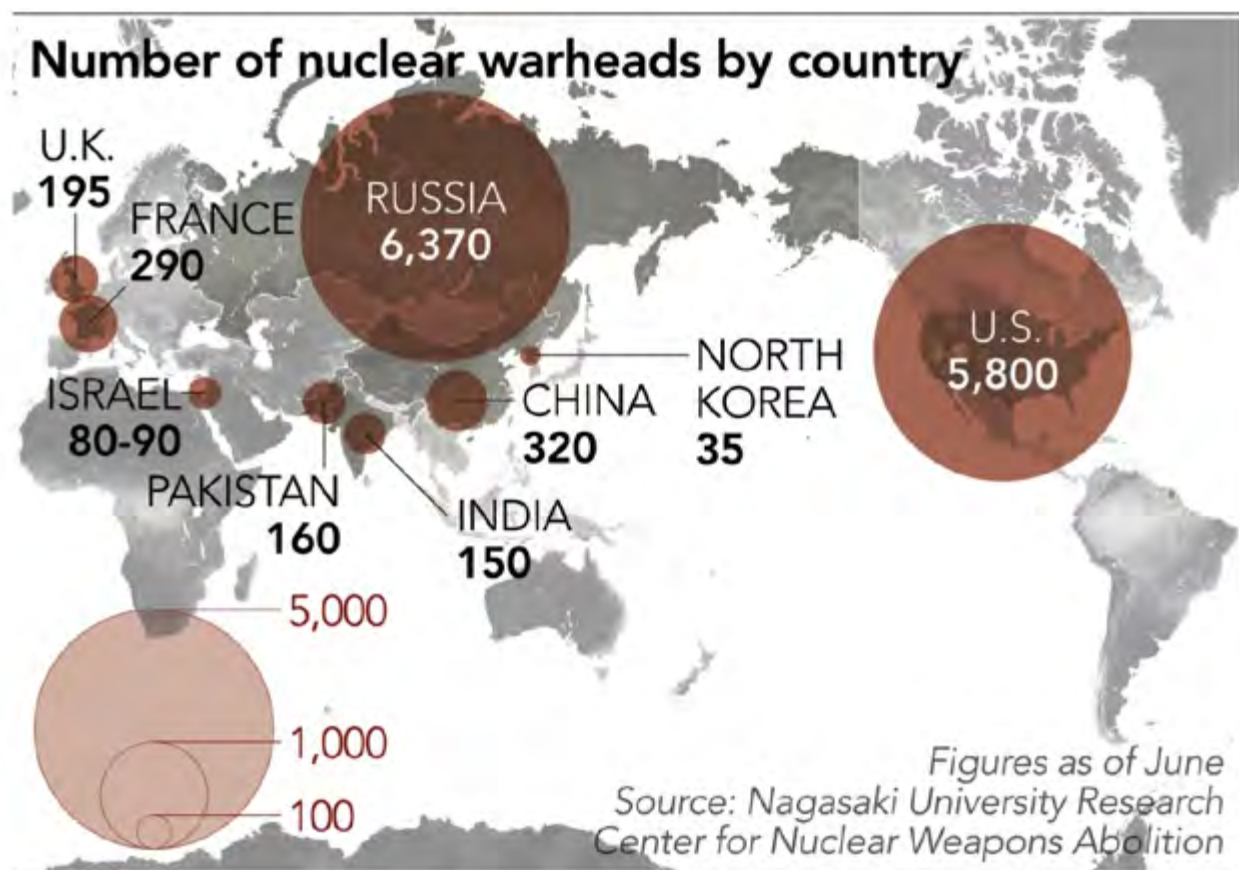 Number of nuclear warheads by country
U.K.
195
FRANCE
290
RUSSIA
6,370
U.S.
5,800
ISRAEL
80-90
PAKISTAN
160
INDIA
150
CHINA
320
NORTH
KOREA
35
5,000
1,000
100
Figures as of June
Source: Nagasaki University Research
Center for Nuclear Weapons Abolition